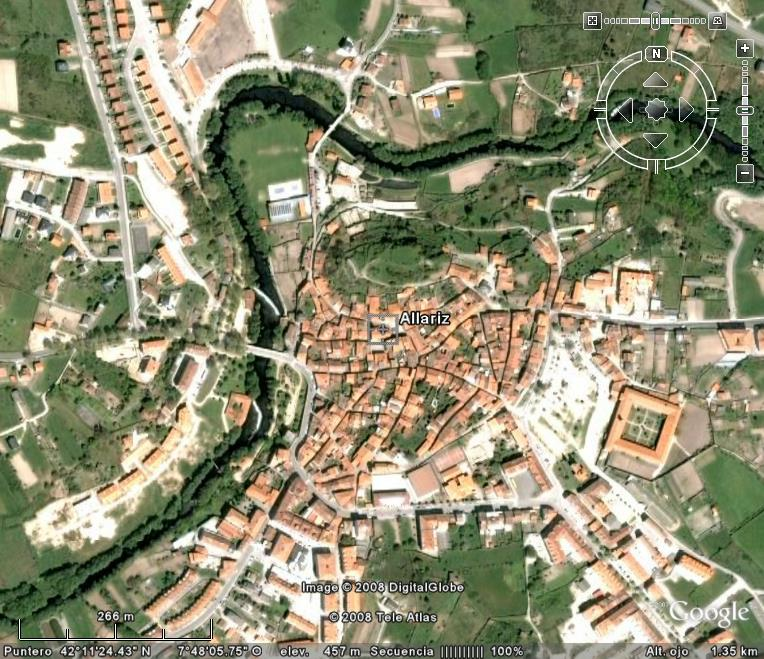 N
Allariz
Image © 2008 DigitalGlobe
© 2008 Tele Atlas
Google
266 m
Puntero 42°11'24.43" N 7°48'05.75" O elev. 457 m Secuencia |||||||||| 100% Alt. ojo 1.35 km